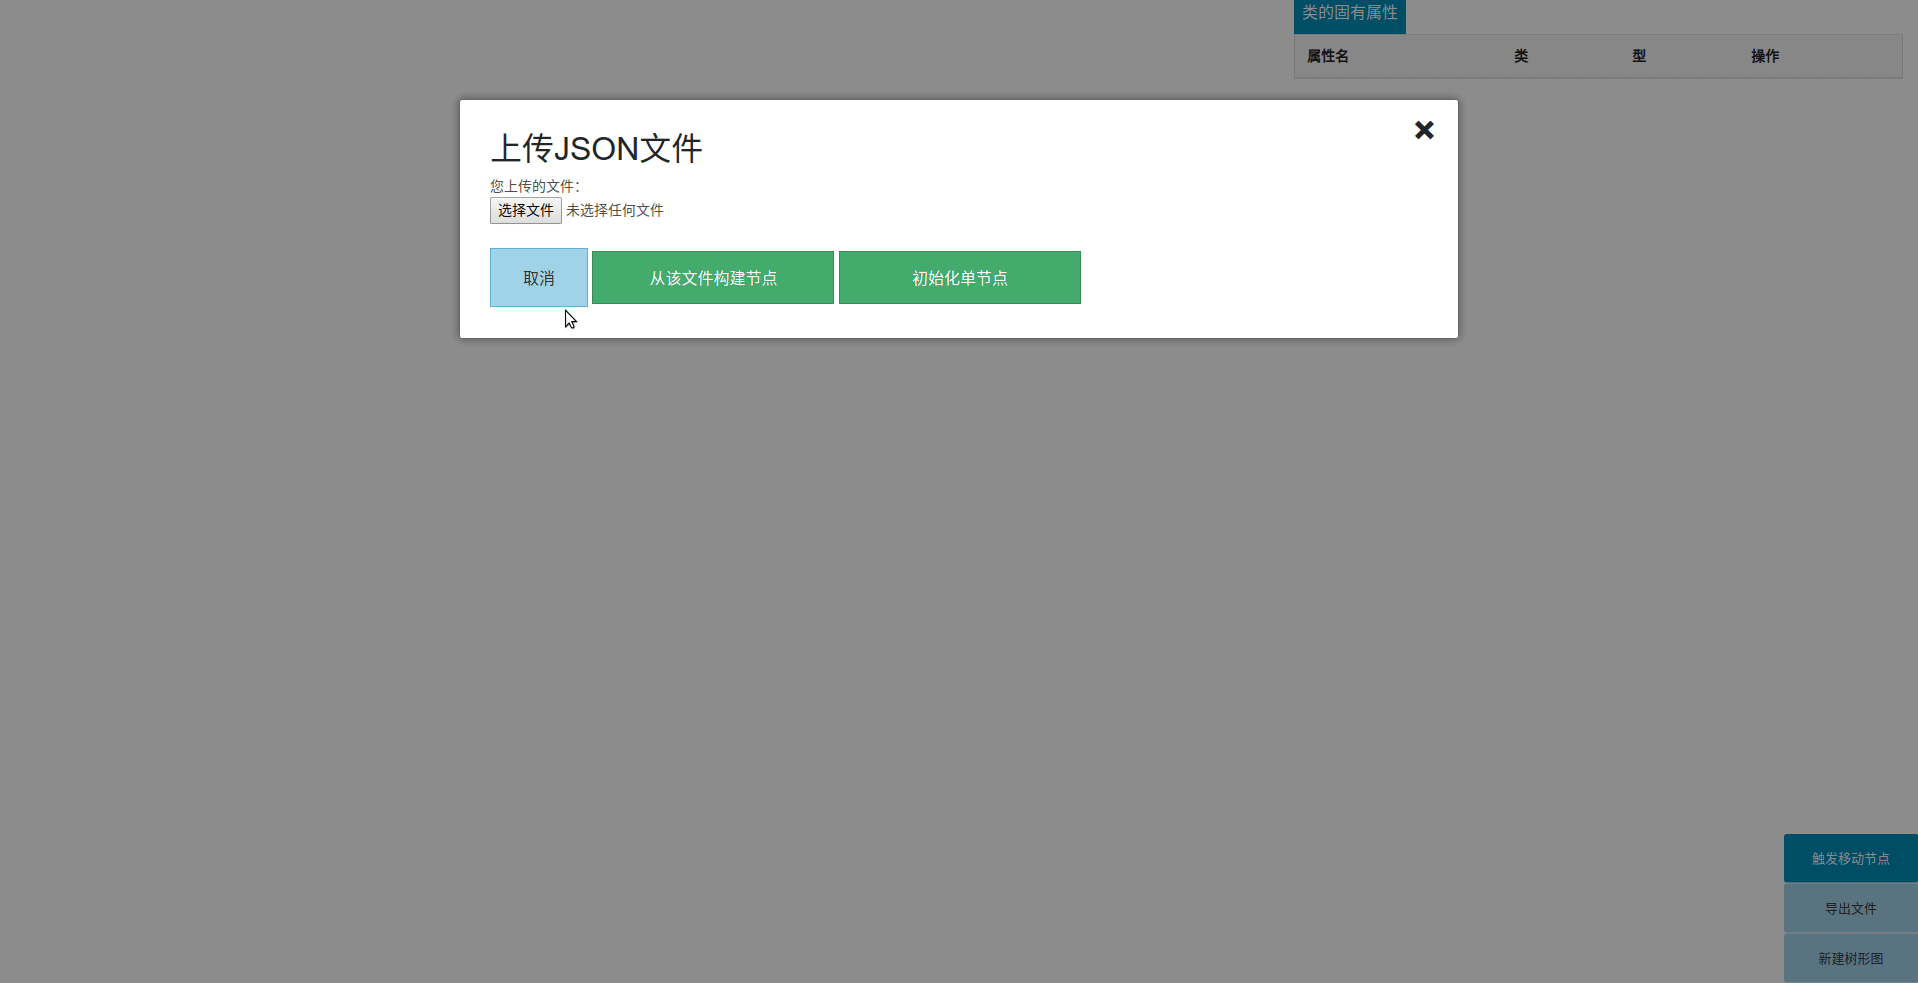 类的固有属性
属性名 类 型 操作
上传JSON文件
您上传的文件：
选择文件 未选择任何文件
取消 从该文件构建节点 初始化单节点
触发移动节点
导出文件
新建树形图